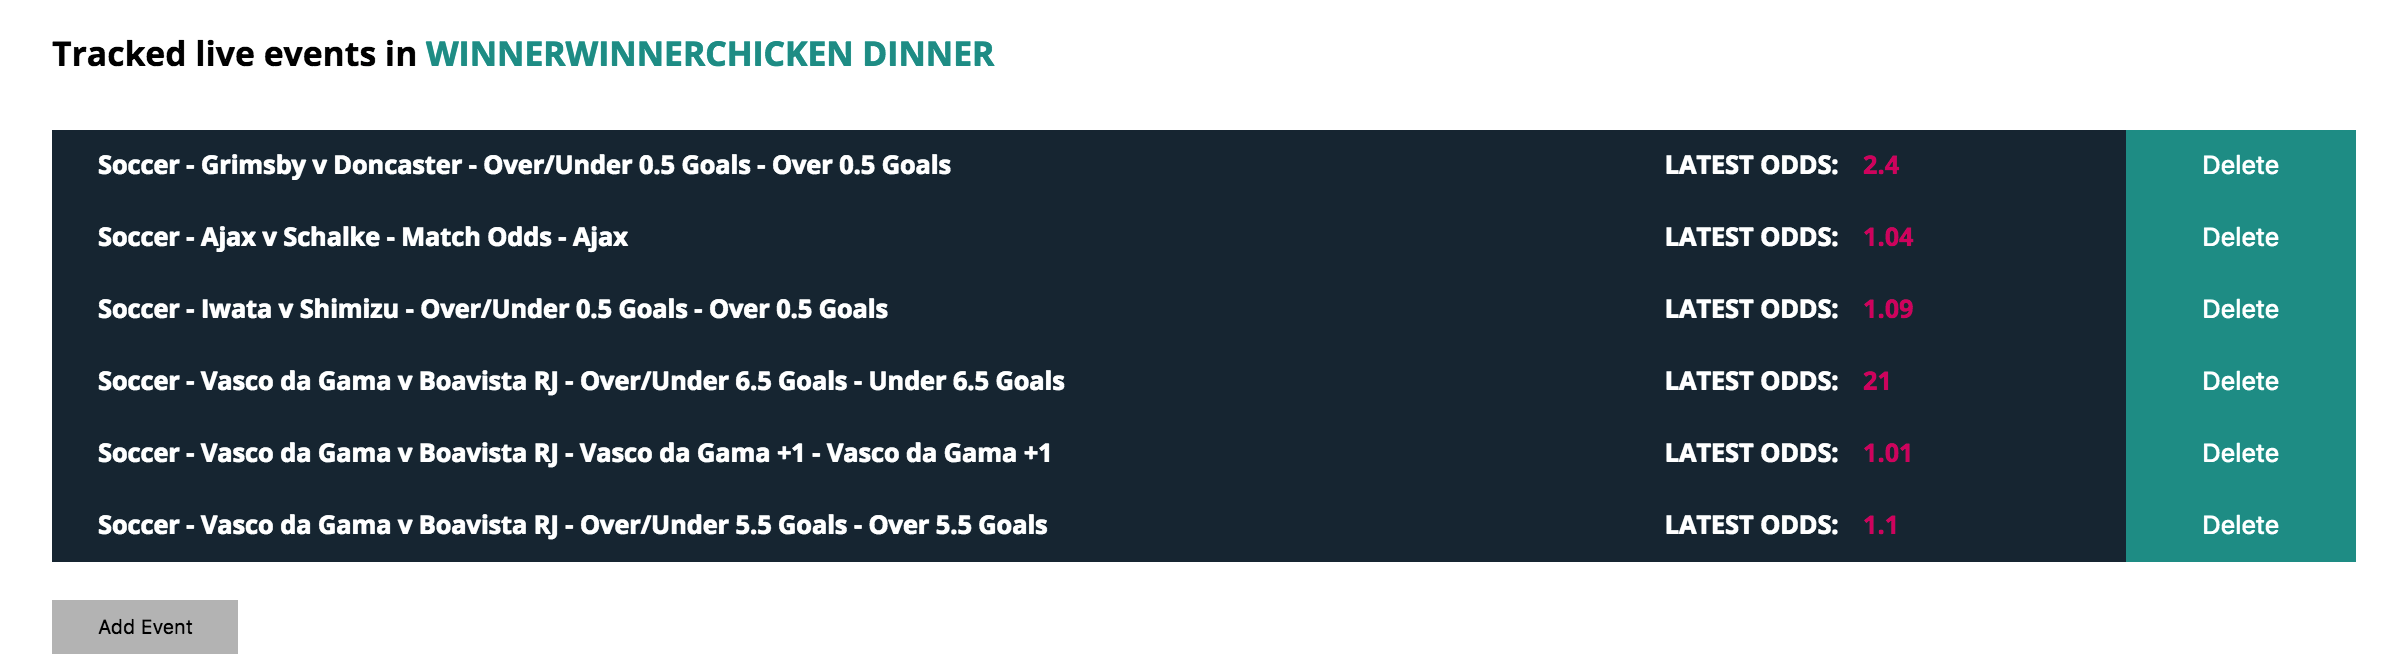 Tracked live events in WINNERWINNERCHICKEN DINNER
Soccer - Grimsby v Doncaster - Over/Under 0.5 Goals - Over 0.5 Goals LATEST ODDS: 2.4 Delete
Soccer - Ajax v Schalke - Match Odds - Ajax LATEST ODDS: 1.04 Delete
Soccer - Iwata v Shimizu - Over/Under 0.5 Goals - Over 0.5 Goals LATEST ODDS: 1.09 Delete
Soccer - Vasco da Gama v Boavista RJ - Over/Under 6.5 Goals - Under 6.5 Goals LATEST ODDS: 21 Delete
Soccer - Vasco da Gama v Boavista RJ - Vasco da Gama +1 - Vasco da Gama +1 LATEST ODDS: 1.01 Delete
Soccer - Vasco da Gama v Boavista RJ - Over/Under 5.5 Goals - Over 5.5 Goals LATEST ODDS: 1.1 Delete
Add Event